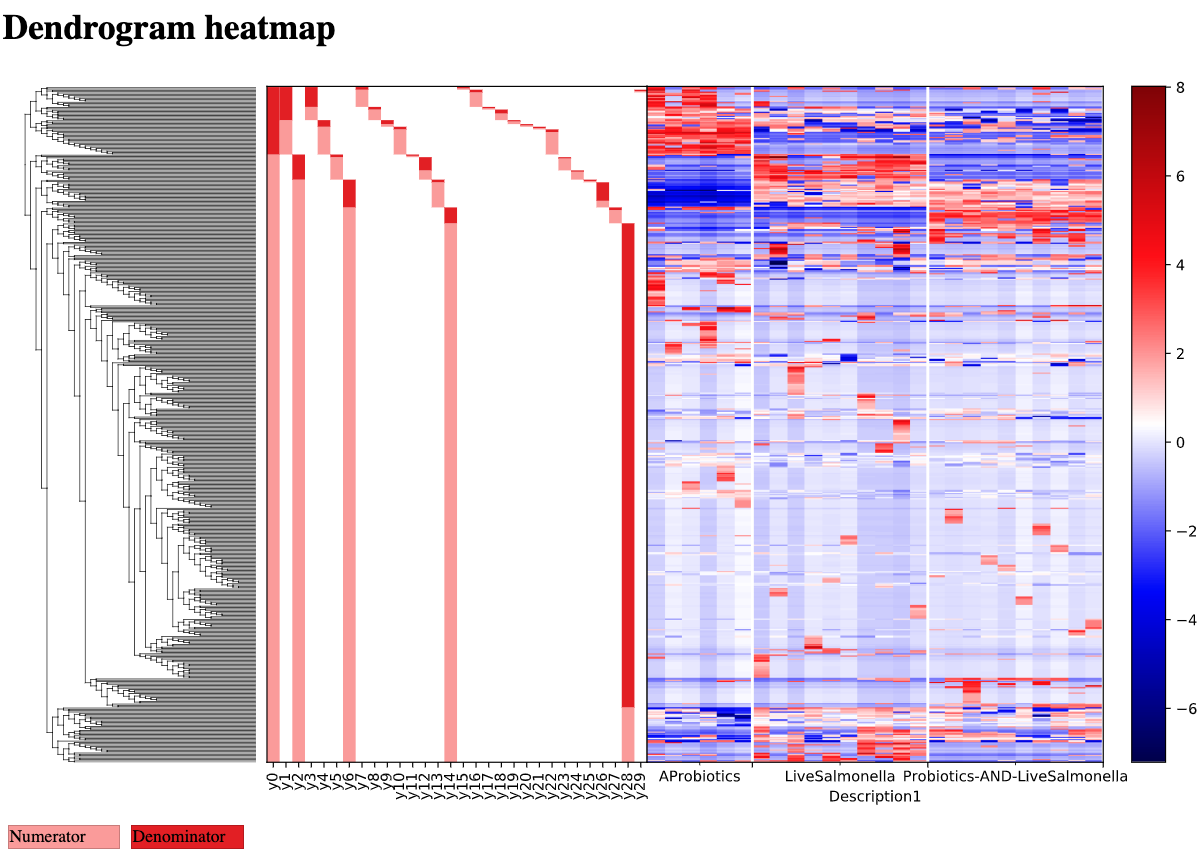 Dendrogram heatmap
8
6
4
2
0
−2
−4
−6
y0 y1 y2 y3 y4 y5 y6 y7 y8 y9 y10 y11 y12 y13 y14 y15 y16 y17 y18 y19 y20 y21 y22 y23 y24 y25 y26 y27 y28 y29
AProbiotics LiveSalmonella Probiotics-AND-LiveSalmonella
Description1
Numerator Denominator